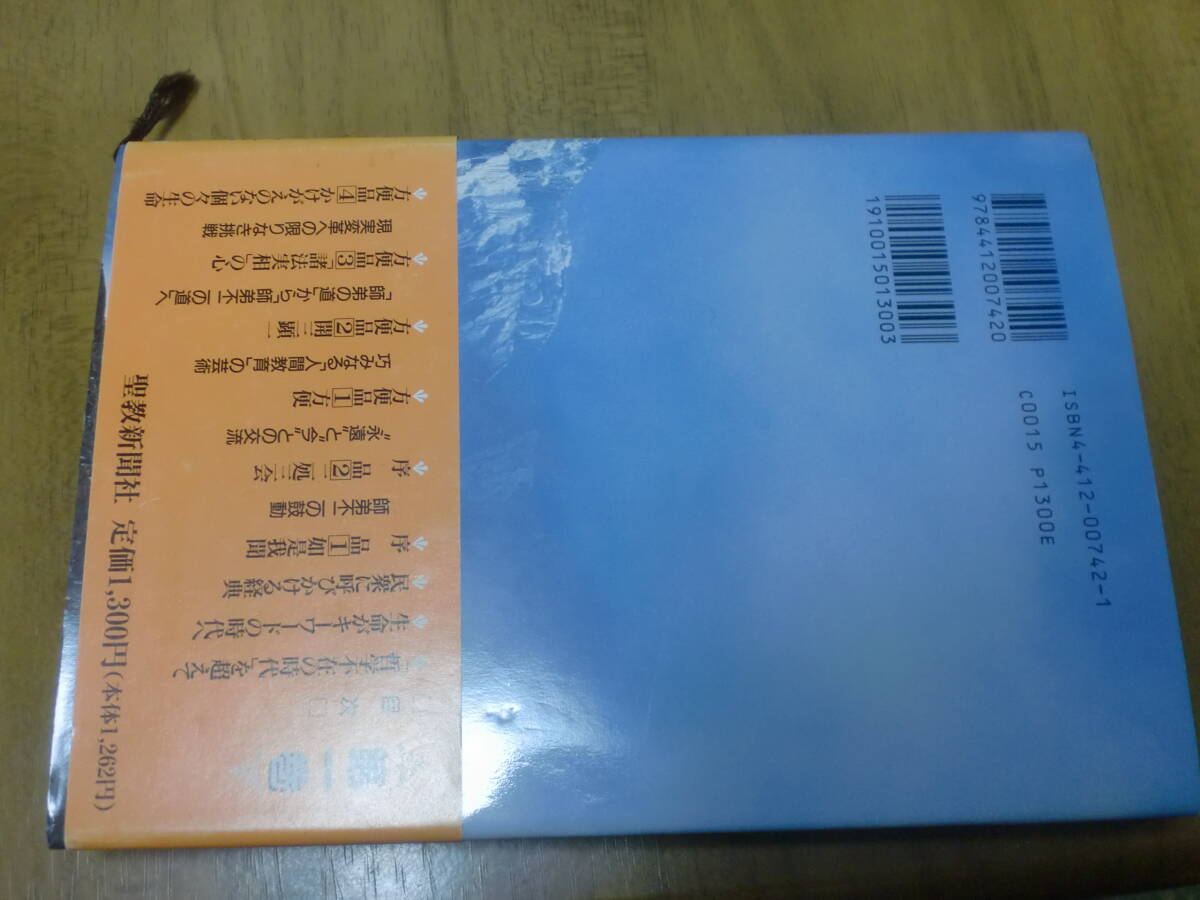 第一巻
目次
「哲学不在の時代」を超えて
生命がキーワードの時代へ
民衆に呼びかける経典
序品1 如是我聞
師弟不二の鼓動
序品2 二処三会
"永遠"と"今"との交流
方便品1 方便
巧みなる「人間教育」の芸術
方便品2 開三顕一
「師弟の道」から「師弟不二の道」へ
方便品3 「諸法実相」の心
現実変革への限りなき挑戦
方便品4 かけがえのない個々の生命
聖教新聞社 定価1,300円(本体1,262円)
9784412007420
1910015013003
ISBN4-412-00742-1
C0015 P1300E